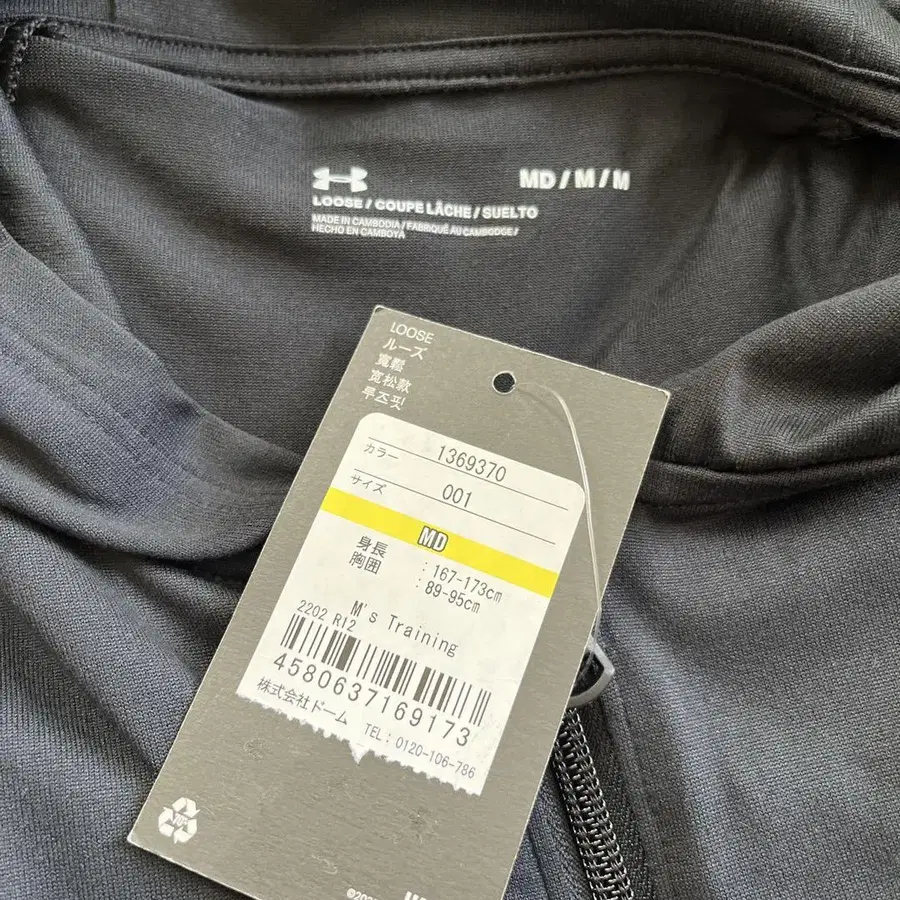 MD / M / M
LOOSE / COUPE LÂCHE / SUELTO
MADE IN CAMBODIA / FABRIQUÉ AU CAMBODGE /
HECHO EN CAMBOYA
LOOSE
ルーズ
寬鬆
宽松款
루즈핏
1369370
カラー
001
サイズ
MD
身長 : 167-173cm
胸囲 : 89-95cm
M's Training
2202 R12
4580637169173
株式会社ドーム TEL: 0120-106-786